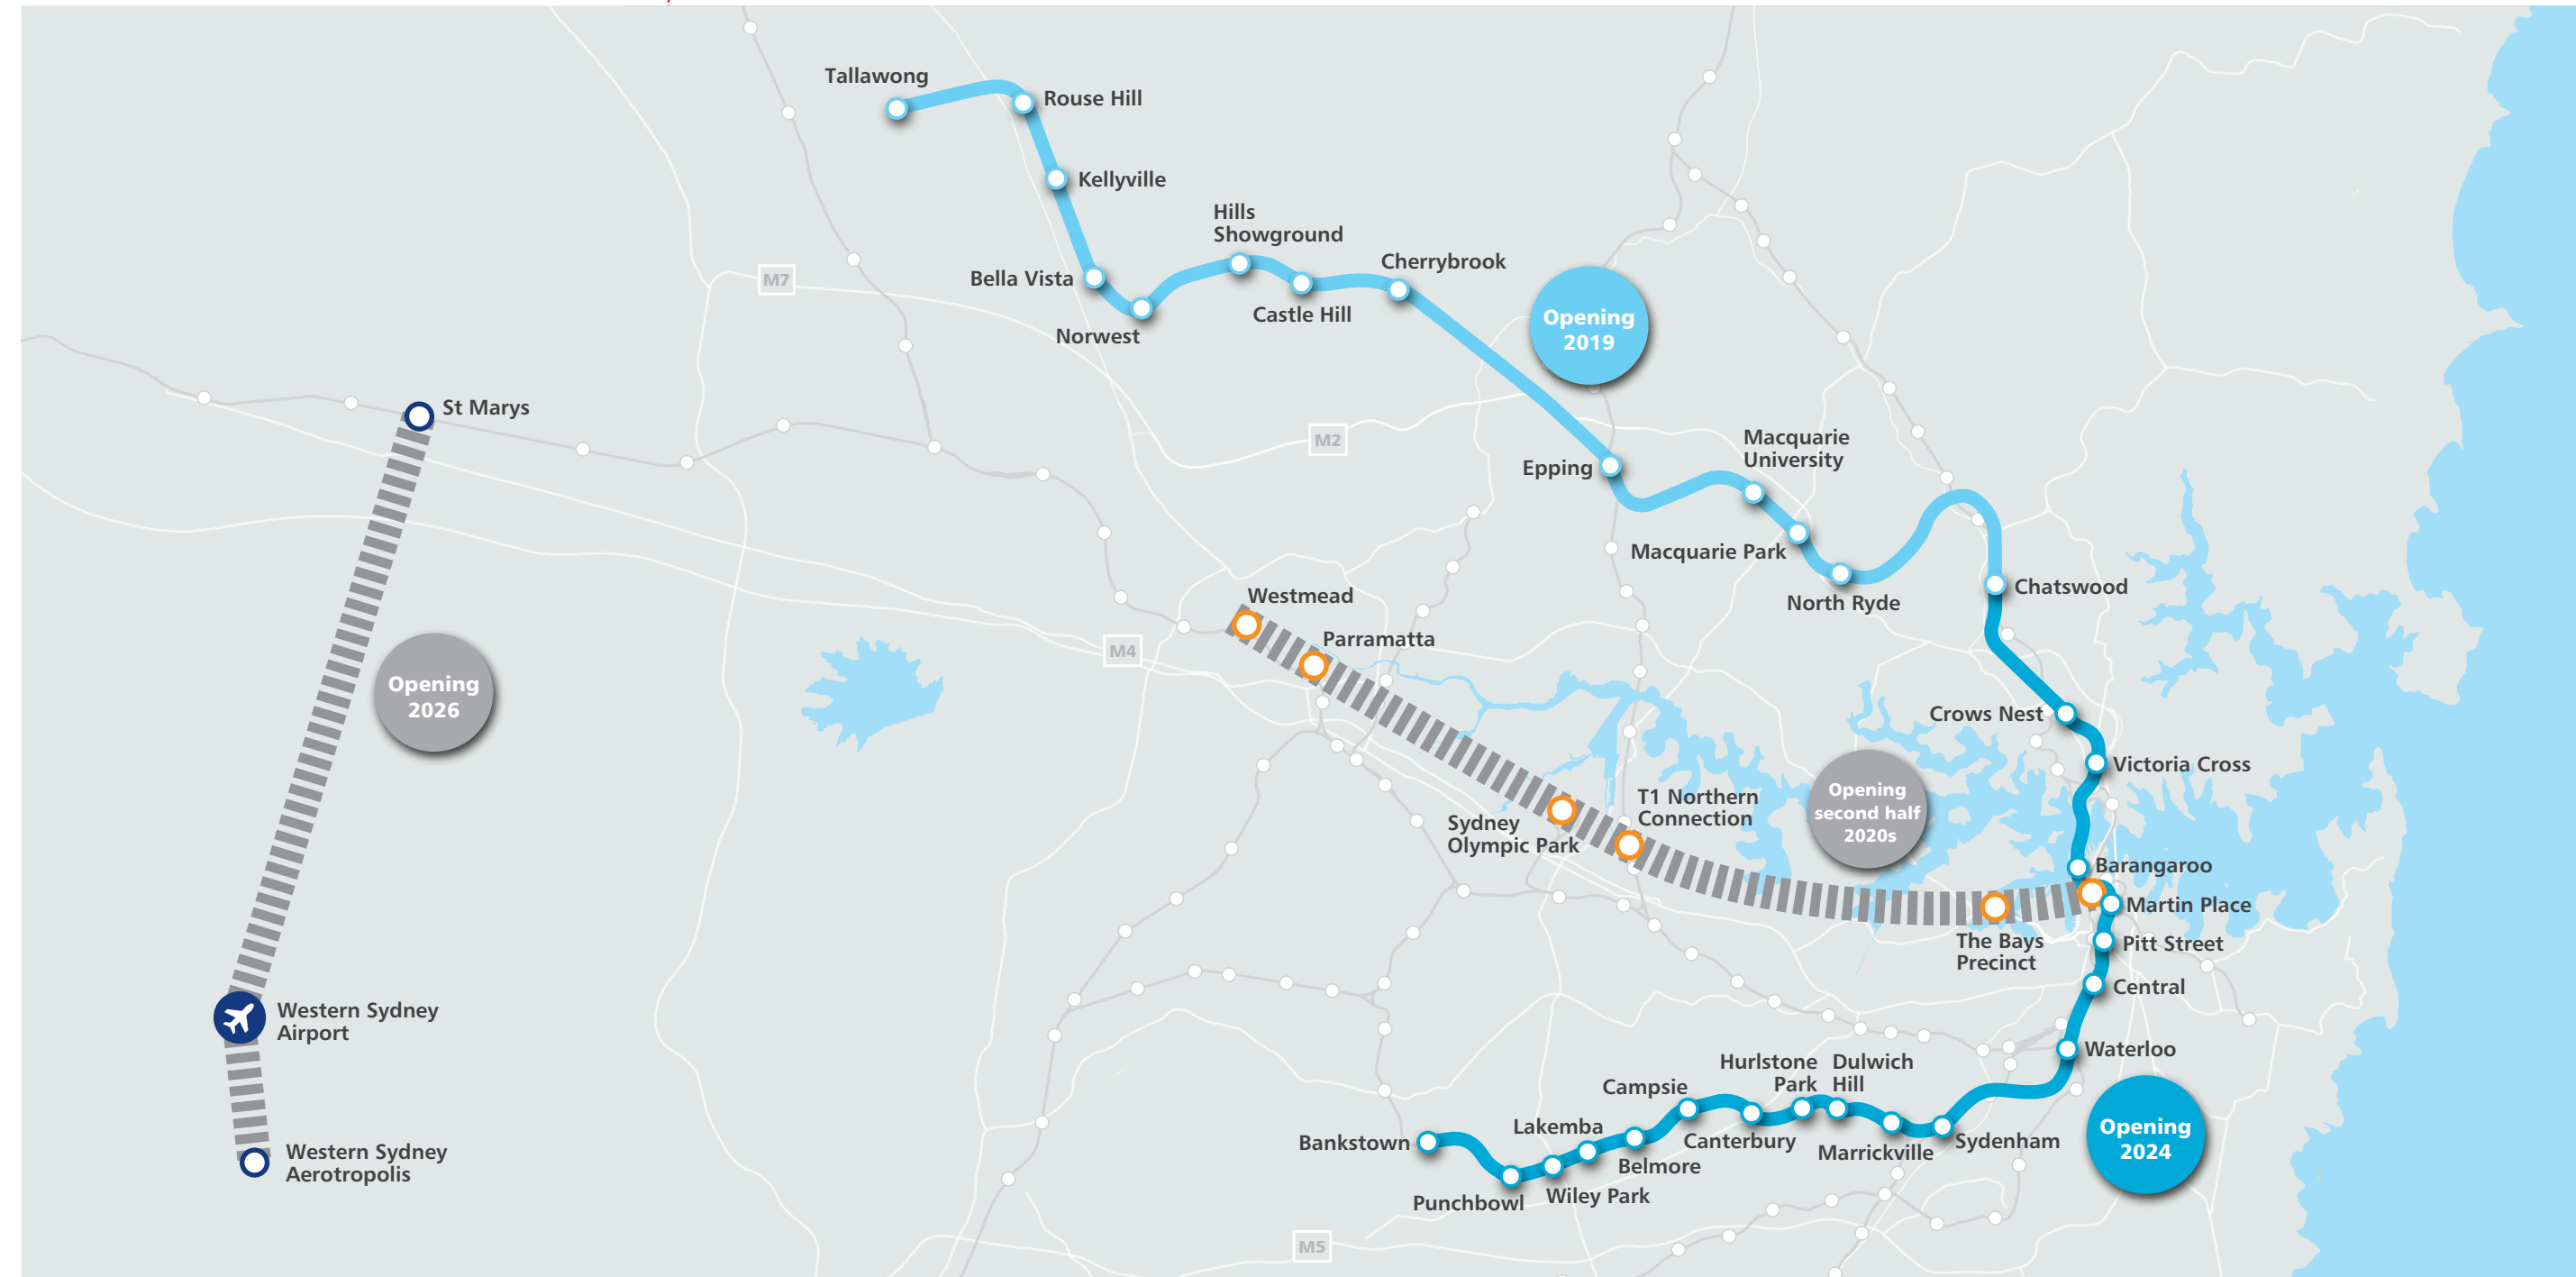 Tallawong
Rouse Hill
Kellyville
Hills
Showground
Bella Vista
Cherrybrook
M7
Castle Hill
Norwest
Opening
2019
St Marys
M2
Macquarie
University
Epping
Macquarie Park
North Ryde
Chatswood
Westmead
Parramatta
M4
Opening
2026
Crows Nest
Victoria Cross
T1 Northern
Connection
Sydney
Olympic Park
Opening
second half
2020s
Barangaroo
Martin Place
The Bays
Precinct
Pitt Street
Central
Western Sydney
Airport
Waterloo
Hurlstone
Park
Dulwich
Hill
Campsie
Lakemba
Bankstown
Canterbury
Sydenham
Marrickville
Belmore
Wiley Park
Punchbowl
Opening
2024
Western Sydney
Aerotropolis
M5